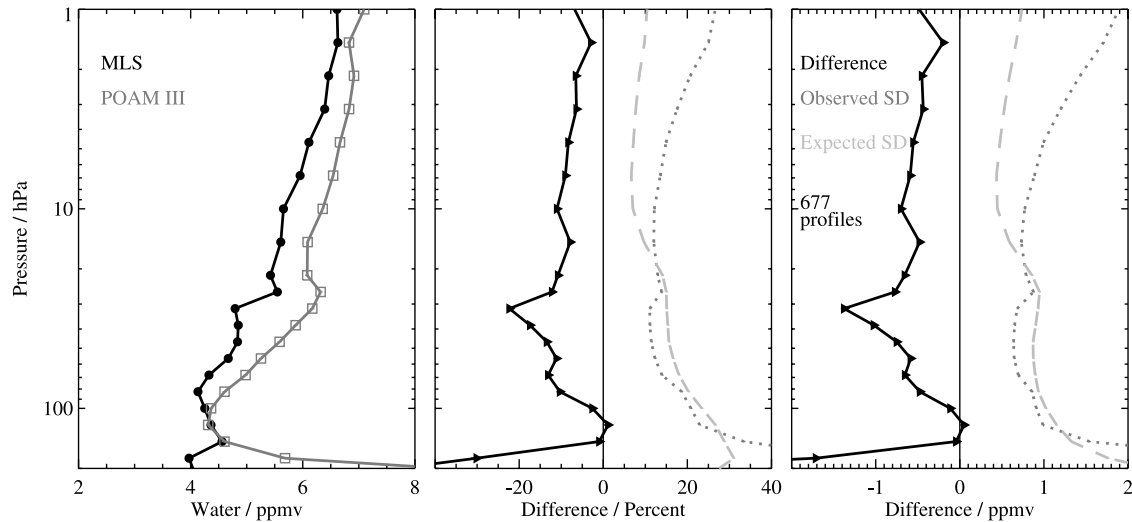 1
10
100
Pressure / hPa
MLS
POAM III
2
4
6
8
Water / ppmv
-20
0
20
40
Difference / Percent
Difference
Observed SD
Expected SD
677
profiles
-1
0
1
2
Difference / ppmv